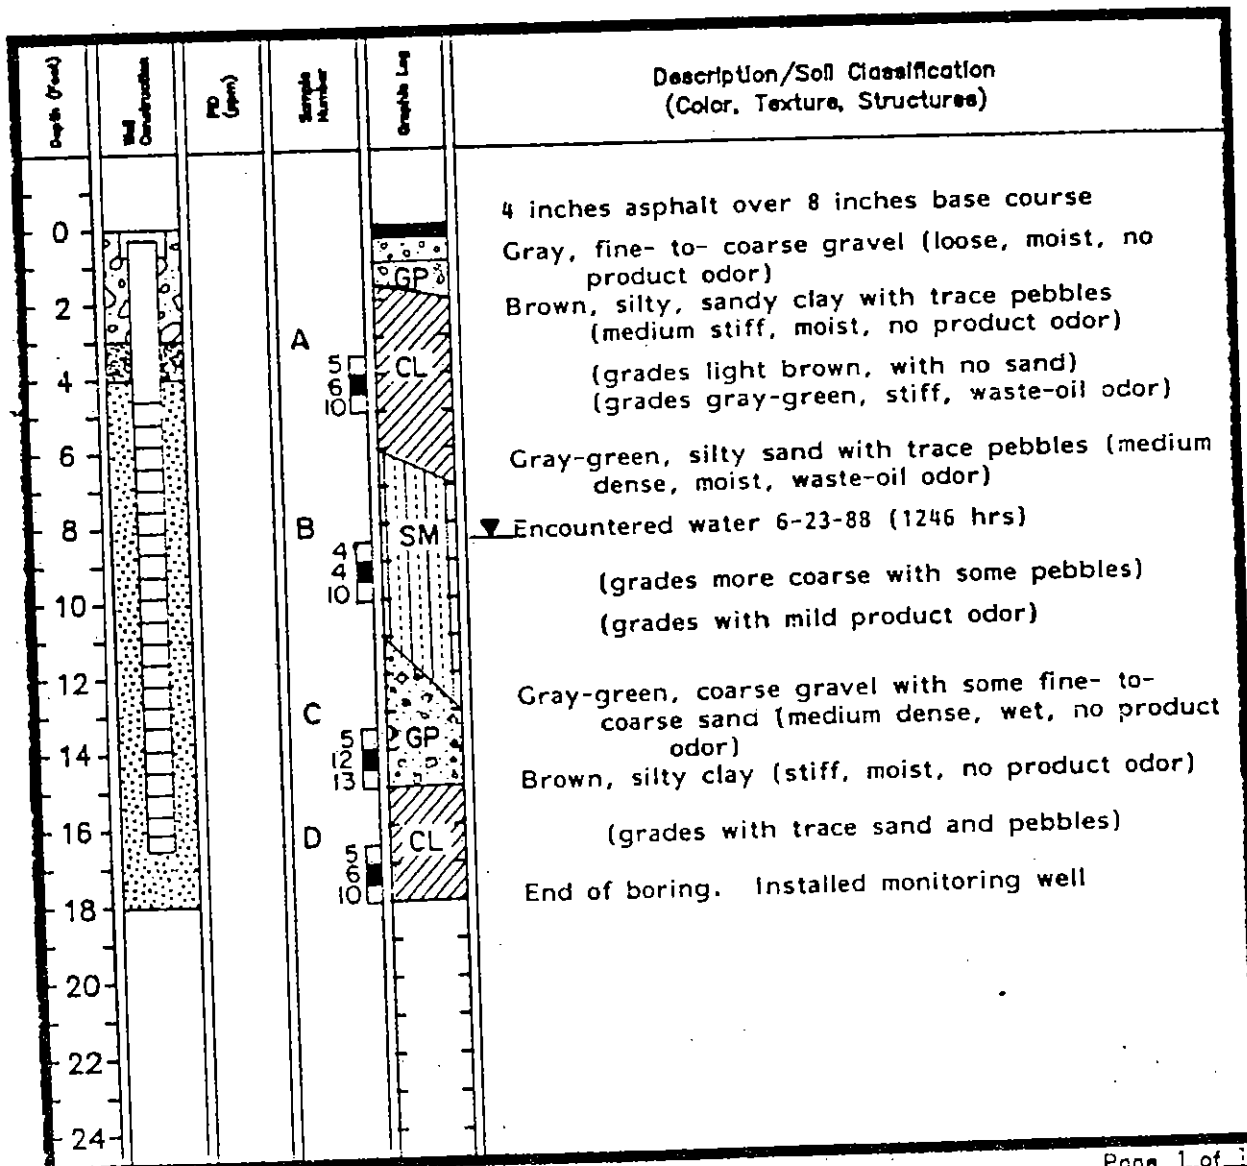 Depth (Feet)
Well Construction
PID (ppm)
Sample Number
Graphic Log
Description/Soil Classification
(Color, Texture, Structures)
4 inches asphalt over 8 inches base course
0
Gray, fine- to- coarse gravel (loose, moist, no
product odor)
GP
2
Brown, silty, sandy clay with trace pebbles
(medium stiff, moist, no product odor)
A
5
CL
(grades light brown, with no sand)
4
6
(grades gray-green, stiff, waste-oil odor)
10
6
Gray-green, silty sand with trace pebbles (medium
dense, moist, waste-oil odor)
8
B
SM
Encountered water 6-23-88 (1246 hrs)
4
4
(grades more coarse with some pebbles)
10
10
(grades with mild product odor)
12
Gray-green, coarse gravel with some fine- to-
C
coarse sand (medium dense, wet, no product
5
GP
odor)
14
12
13
Brown, silty clay (stiff, moist, no product odor)
16
D
CL
(grades with trace sand and pebbles)
5
6
10
End of boring. Installed monitoring well
18
20
22
24
Page 1 of